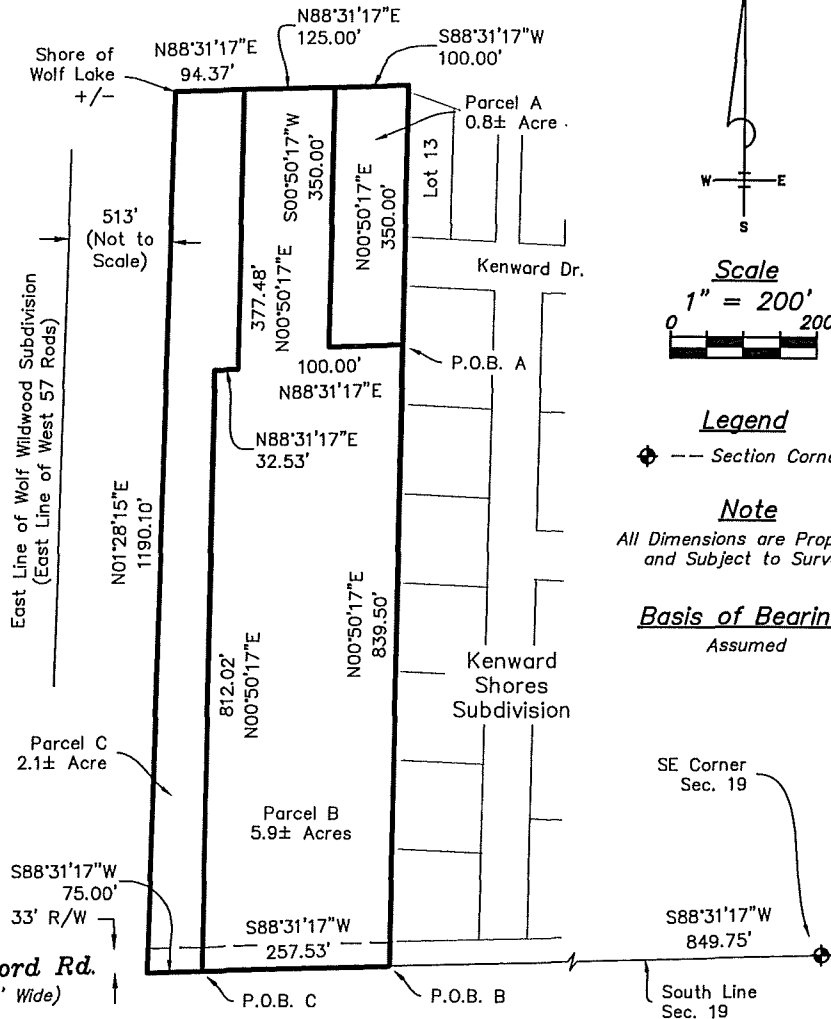 N88°31'17"E
125.00'
N88°31'17"E
94.37'
S88°31'17"W
100.00'
Shore of
Wolf Lake
+/-
Parcel A
0.8± Acre
Lot 13
S00°50'17"W
350.00'
N00°50'17"E
350.00'
513'
(Not to
Scale)
377.48'
N00°50'17"E
Kenward Dr.
100.00'
N88°31'17"E
P.O.B. A
N88°31'17"E
32.53'
East Line of Wolf Wildwood Subdivision
(East Line of West 57 Rods)
N01°28'15"E
1190.10'
812.02'
N00°50'17"E
N00°50'17"E
839.50'
Kenward
Shores
Subdivision
Parcel C
2.1± Acre
Parcel B
5.9± Acres
S88°31'17"W
75.00'
33' R/W
S88°31'17"W
257.53'
ord Rd.
' Wide)
P.O.B. C
P.O.B. B
W E
S
Scale
1" = 200'
0 200
Legend
-- Section Corne
Note
All Dimensions are Prop
and Subject to Surv
Basis of Bearin
Assumed
SE Corner
Sec. 19
S88°31'17"W
849.75'
South Line
Sec. 19